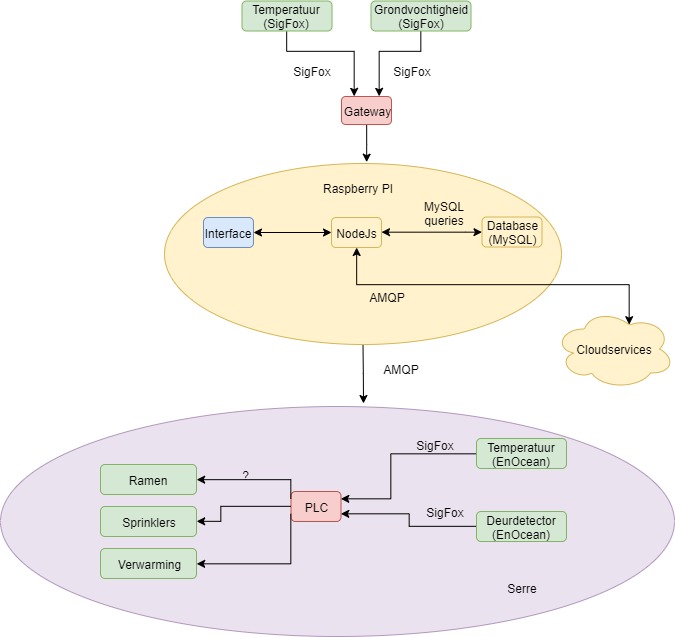 Temperatuur
(SigFox)
Grondvochtigheid
(SigFox)
SigFox
SigFox
Gateway
Raspberry PI
MySQL
queries
Interface
NodeJs
Database
(MySQL)
AMQP
Cloudservices
AMQP
Temperatuur
(EnOcean)
SigFox
Ramen
?
PLC
SigFox
Deurdetector
(EnOcean)
Sprinklers
Verwarming
Serre